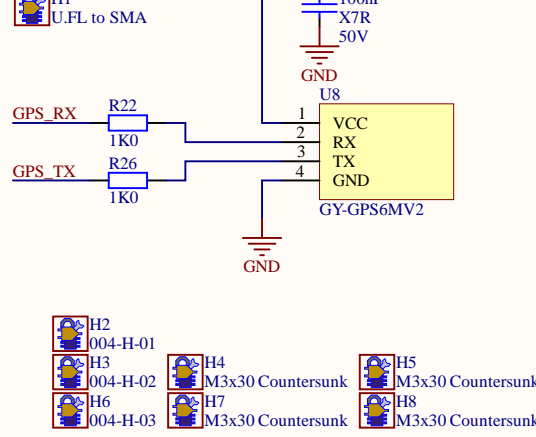 H1
U.FL to SMA
100nF
X7R
50V
GND
U8
GPS_RX
R22
1K0
1 VCC
2 RX
3 TX
4 GND
GPS_TX
R26
1K0
GY-GPS6MV2
GND
H2
004-H-01
H3
004-H-02
H4
M3x30 Countersunk
H5
M3x30 Countersunk
H6
004-H-03
H7
M3x30 Countersunk
H8
M3x30 Countersunk